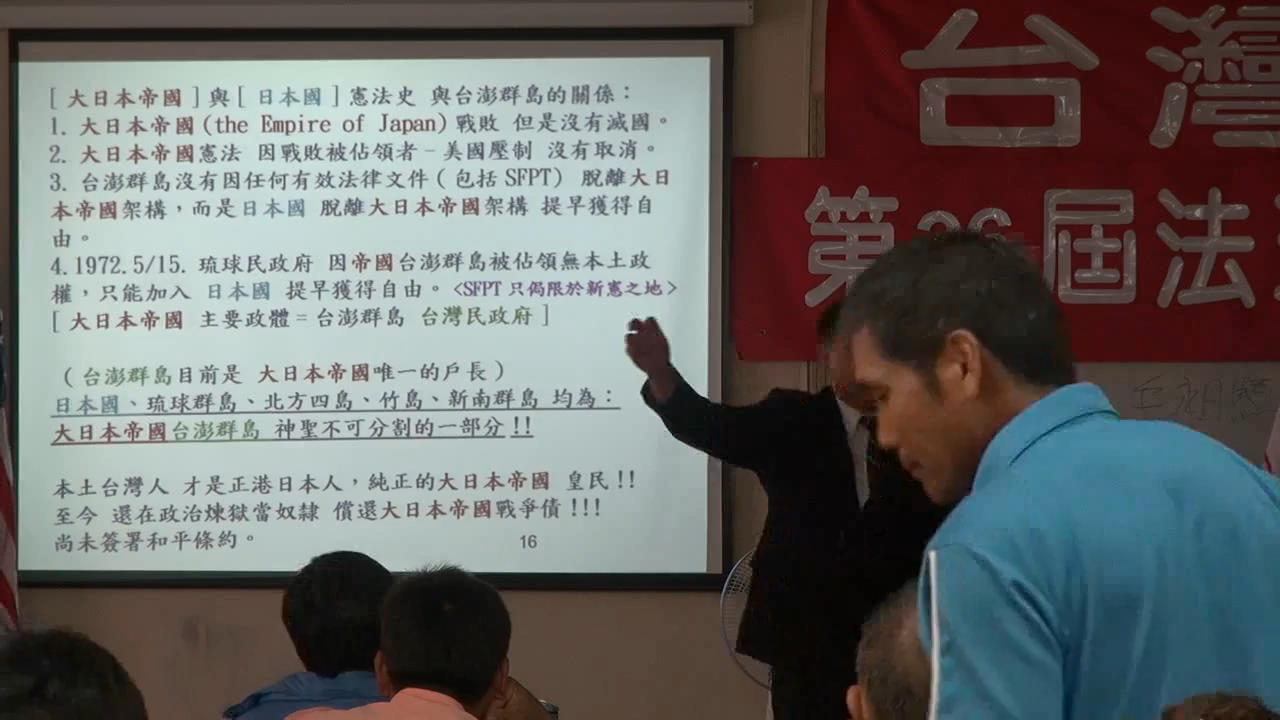 [ 大日本帝國 ] 與 [ 日本國 ] 憲法史 與台澎群島的關係：
1. 大日本帝國 (the Empire of Japan) 戰敗 但是沒有滅國。
2. 大日本帝國憲法 因戰敗被佔領者–美國壓制 沒有取消。
3. 台澎群島沒有因任何有效法律文件 ( 包括 SFPT) 脫離大日
本帝國架構，而是日本國 脫離大日本帝國架構 提早獲得自
由。
4.1972.5/15. 琉球民政府 因帝國台澎群島被佔領無本土政
權，只能加入 日本國 提早獲得自由。<SFPT 只侷限於新憲之地>
[ 大日本帝國 主要政體 = 台澎群島 台灣民政府 ]
( 台澎群島目前是 大日本帝國唯一的戶長 )
日本國、琉球群島、北方四島、竹島、新南群島 均為：
大日本帝國台澎群島 神聖不可分割的一部分 !!
本土台灣人 才是正港日本人，純正的大日本帝國 皇民 !!
至今 還在政治煉獄當奴隸 償還大日本帝國戰爭債 !!!
尚未簽署和平條約。
16
台灣
第 屆法